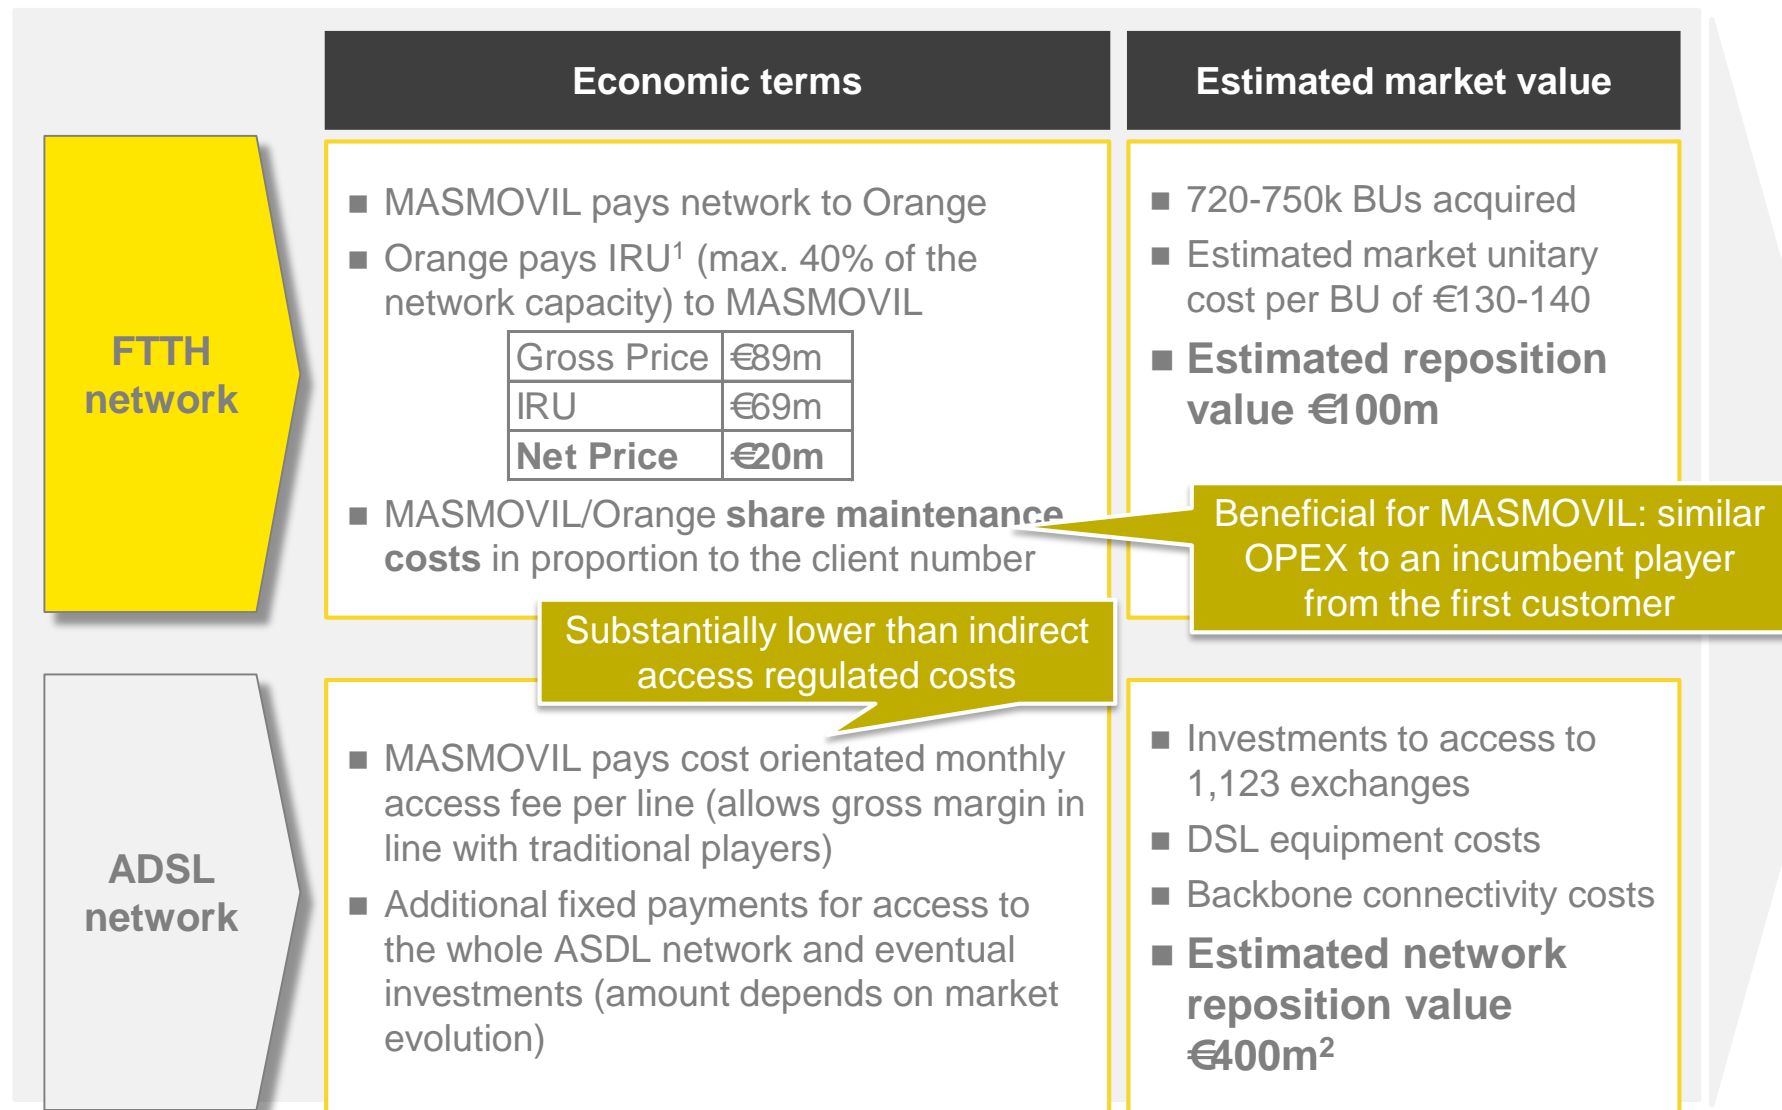 Economic terms
Estimated market value
FTTH
network
■ MASMOVIL pays network to Orange
■ Orange pays IRU¹ (max. 40% of the
network capacity) to MASMOVIL
Gross Price €89m
IRU €69m
Net Price €20m
■ MASMOVIL/Orange share maintenance
costs in proportion to the client number
■ 720-750k BUs acquired
■ Estimated market unitary
cost per BU of €130-140
■ Estimated reposition
value €100m
Beneficial for MASMOVIL: similar
OPEX to an incumbent player
from the first customer
Substantially lower than indirect
access regulated costs
ADSL
network
■ MASMOVIL pays cost orientated monthly
access fee per line (allows gross margin in
line with traditional players)
■ Additional fixed payments for access to
the whole ASDL network and eventual
investments (amount depends on market
evolution)
■ Investments to access to
1,123 exchanges
■ DSL equipment costs
■ Backbone connectivity costs
■ Estimated network
reposition value
€400m²